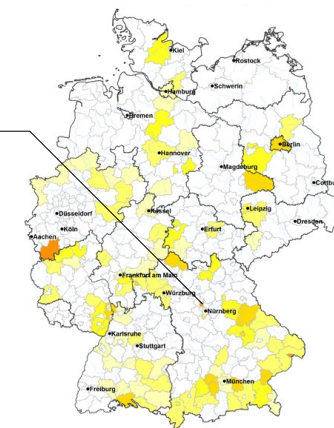 Kiel
Rostock
Hamburg
Schwerin
Bremen
Berlin
Hannover
Magdeburg
Cottb
Kassel
Leipzig
Düsseldorf
Erfurt
Dresden
Köln
Aachen
Frankfurt am Main
Würzburg
Nürnberg
Karlsruhe
Stuttgart
München
Freiburg